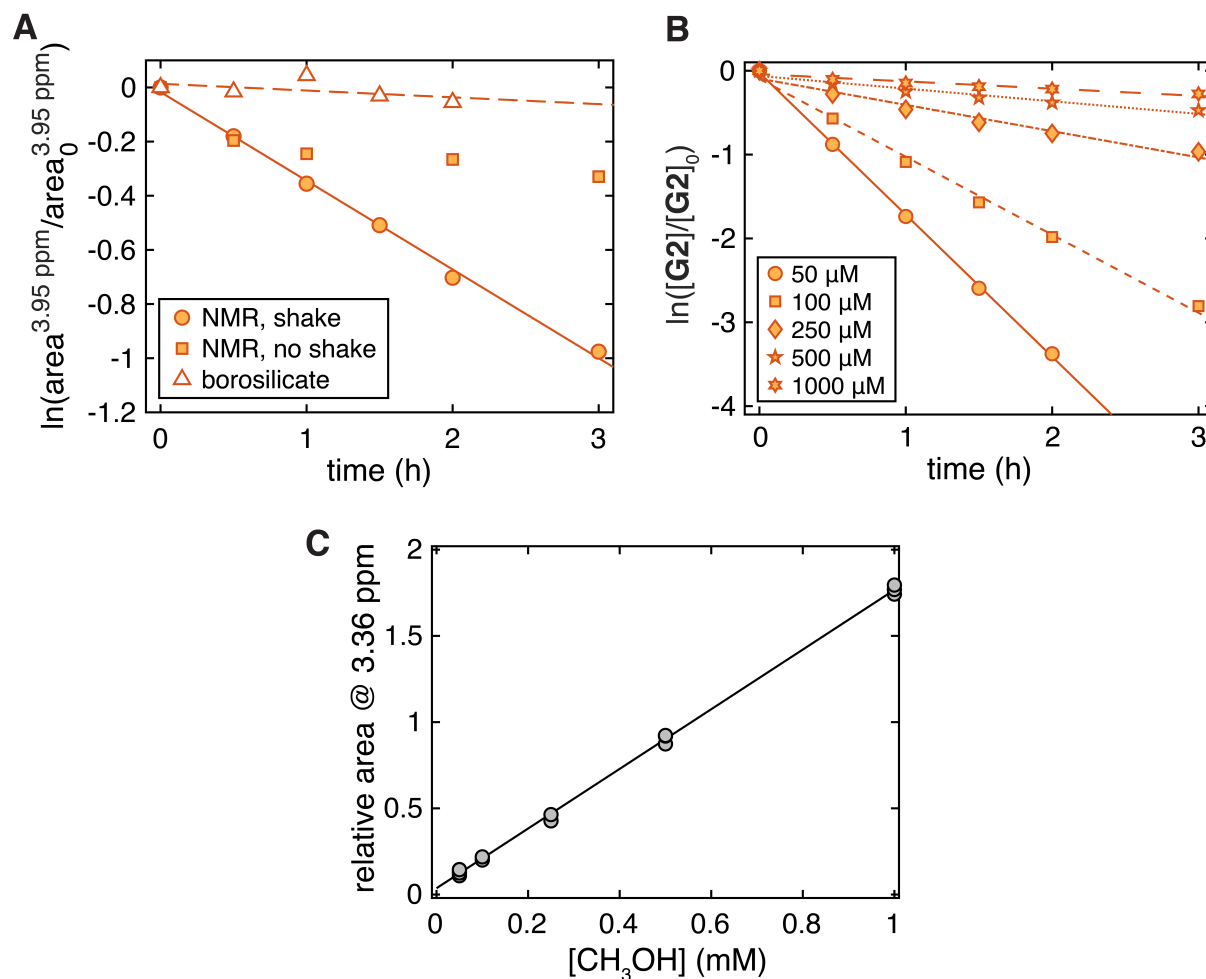 A
ln(area^3.95 ppm/area_0^3.95 ppm)
0
-0.2
-0.4
-0.6
-0.8
-1
-1.2
NMR, shake
NMR, no shake
borosilicate
0 1 2 3
time (h)
B
ln([G2]/[G2]_0)
0
-1
-2
-3
-4
50 µM
100 µM
250 µM
500 µM
1000 µM
0 1 2 3
time (h)
C
relative area @ 3.36 ppm
2
1.5
1
0.5
0
0 0.2 0.4 0.6 0.8 1
[CH₃OH] (mM)